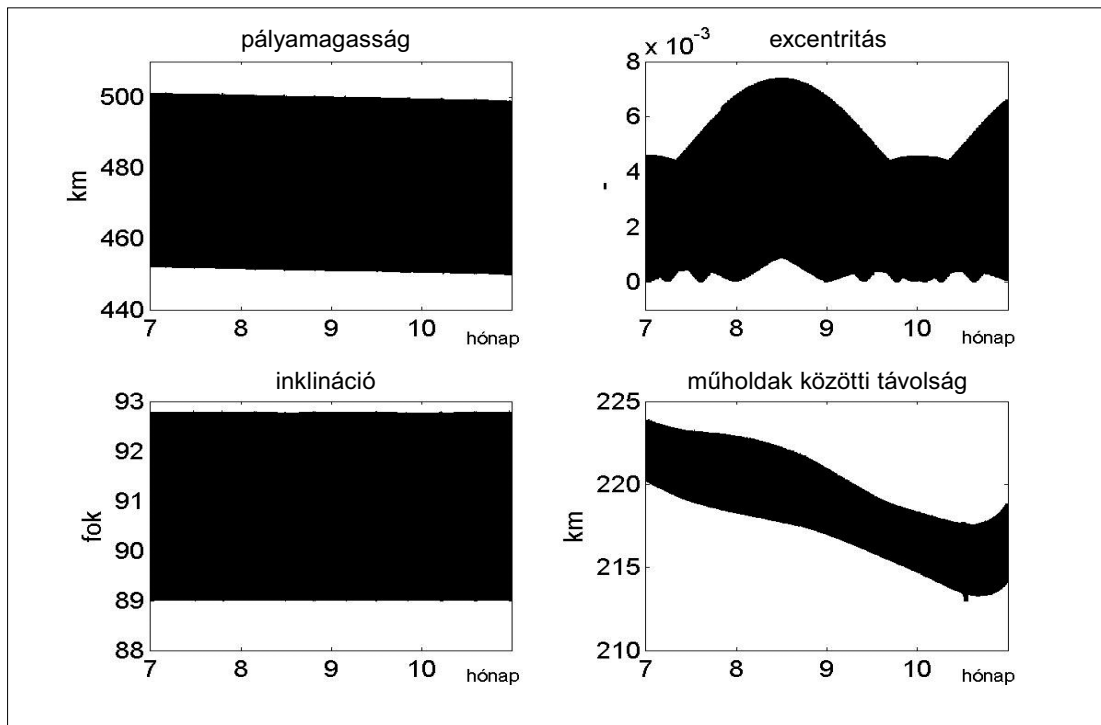 pályamagasság
500
480
460
440
km
7 8 9 10 hónap
excentritás
x 10⁻³
8
6
4
2
0
-
7 8 9 10 hónap
inklináció
93
92
91
90
89
88
fok
7 8 9 10 hónap
műholdak közötti távolság
225
220
215
210
km
7 8 9 10 hónap